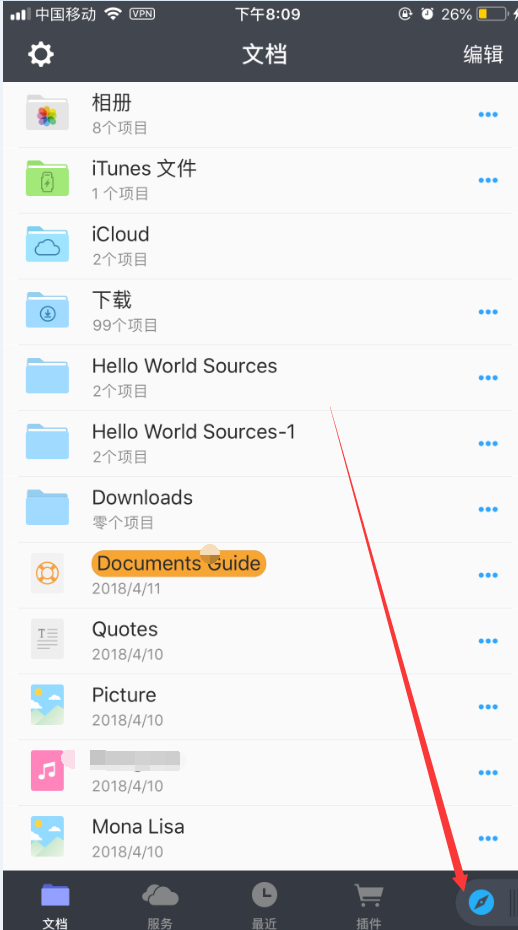 中国移动 VPN 下午8:09 26%
文档 编辑
相册
8个项目
iTunes 文件
1 个项目
iCloud
2个项目
下载
99个项目
Hello World Sources
2个项目
Hello World Sources-1
2个项目
Downloads
零个项目
Documents Guide
2018/4/11
Quotes
2018/4/10
Picture
2018/4/10
2018/4/10
Mona Lisa
2018/4/10
文档 服务 最近 插件